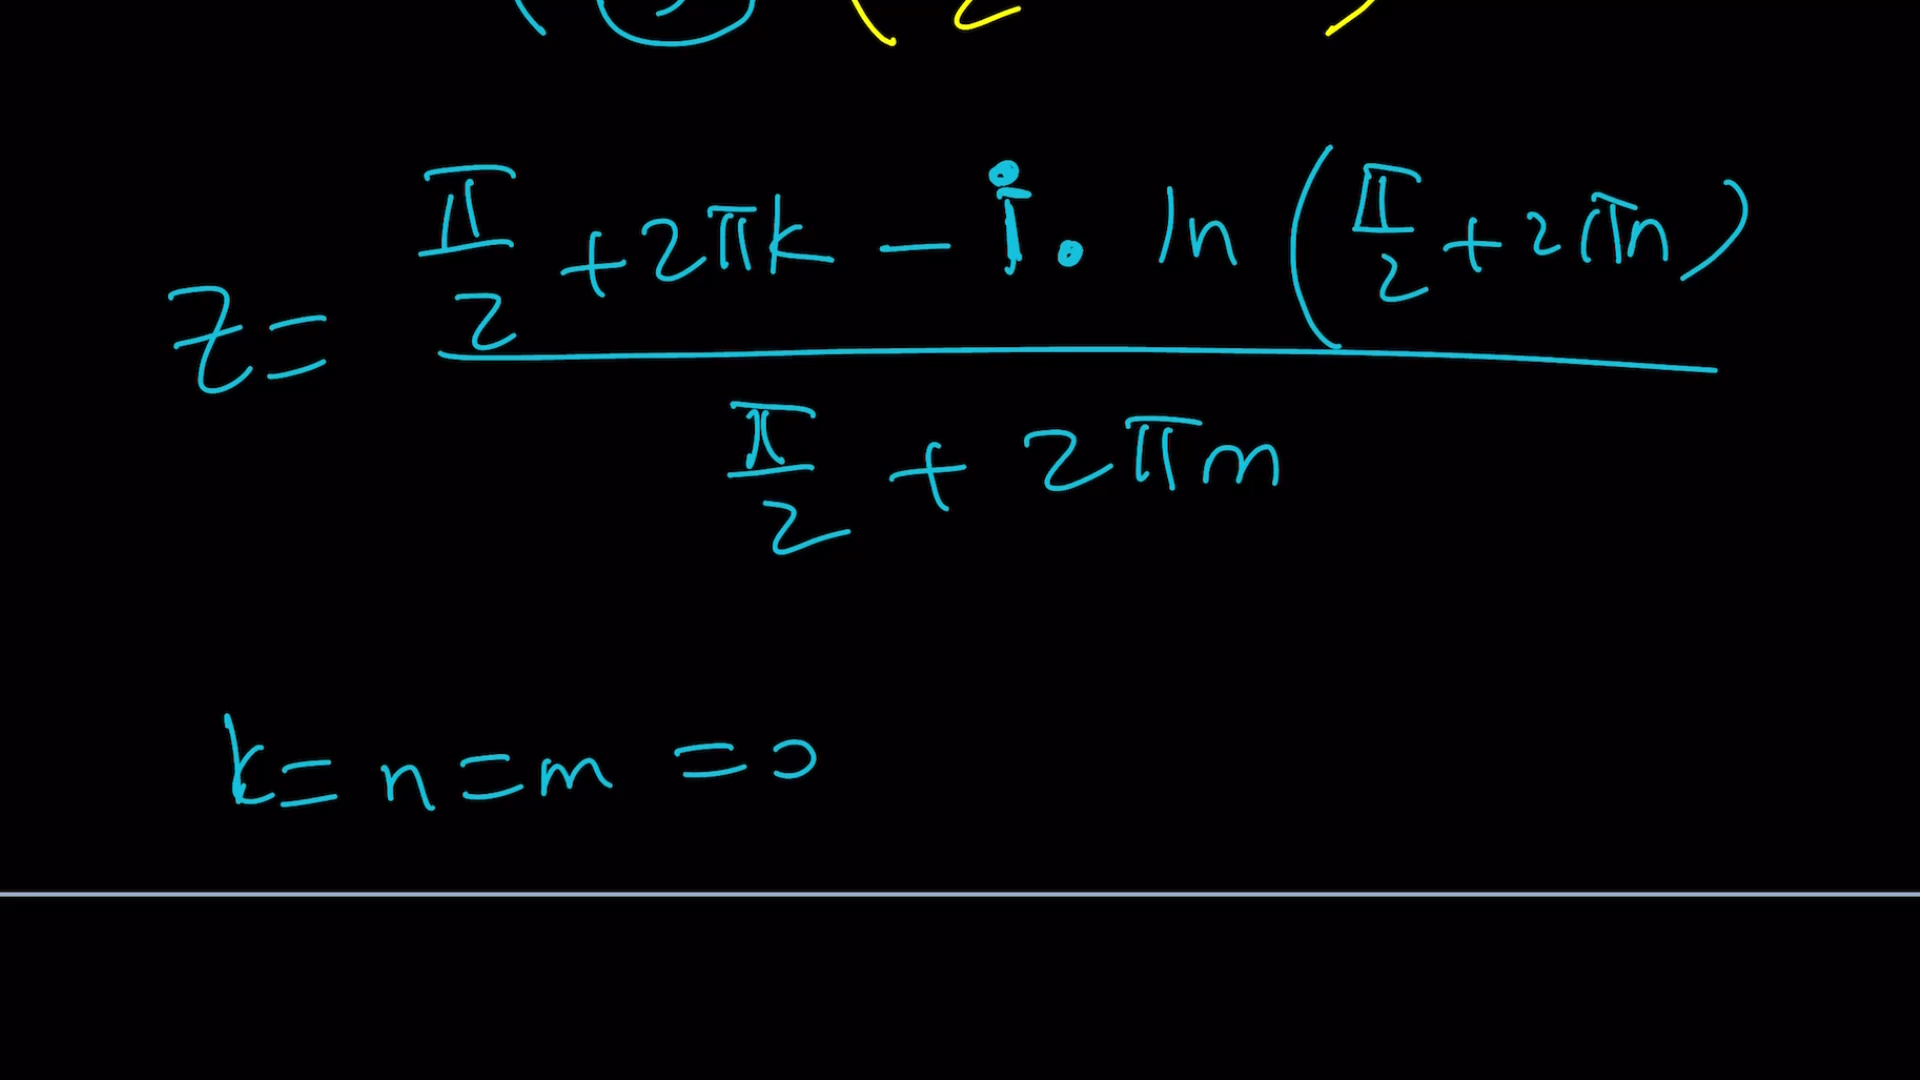 z = (π/2 + 2πk − i · ln(π/2 + 2πn)) / (π/2 + 2πm)
k = n = m = 0